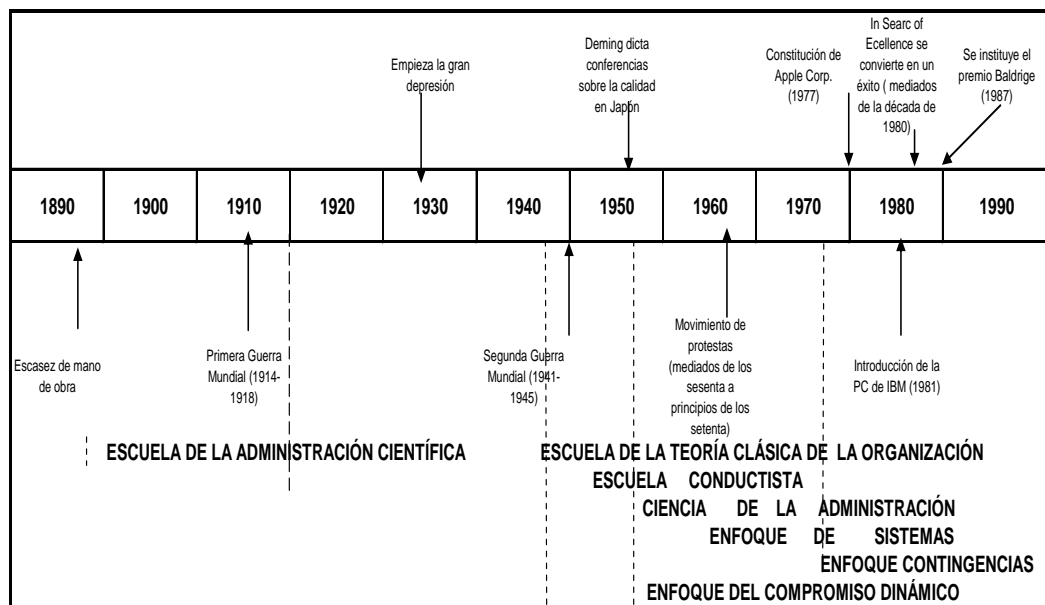 Empieza la gran
depresión
Deming dicta
conferencias
sobre la calidad
en Japón
Constitución de
Apple Corp.
(1977)
In Searc of
Ecellence se
convierte en un
éxito ( mediados
de la década de
1980)
Se instituye el
premio Baldrige
(1987)
1890 1900 1910 1920 1930 1940 1950 1960 1970 1980 1990
Escasez de mano
de obra
Primera Guerra
Mundial (1914-
1918)
Segunda Guerra
Mundial (1941-
1945)
Movimiento de
protestas
(mediados de los
sesenta a
principios de los
setenta)
Introducción de la
PC de IBM (1981)
ESCUELA DE LA ADMINISTRACIÓN CIENTÍFICA
ESCUELA DE LA TEORÍA CLÁSICA DE LA ORGANIZACIÓN
ESCUELA CONDUCTISTA
CIENCIA DE LA ADMINISTRACIÓN
ENFOQUE DE SISTEMAS
ENFOQUE CONTINGENCIAS
ENFOQUE DEL COMPROMISO DINÁMICO